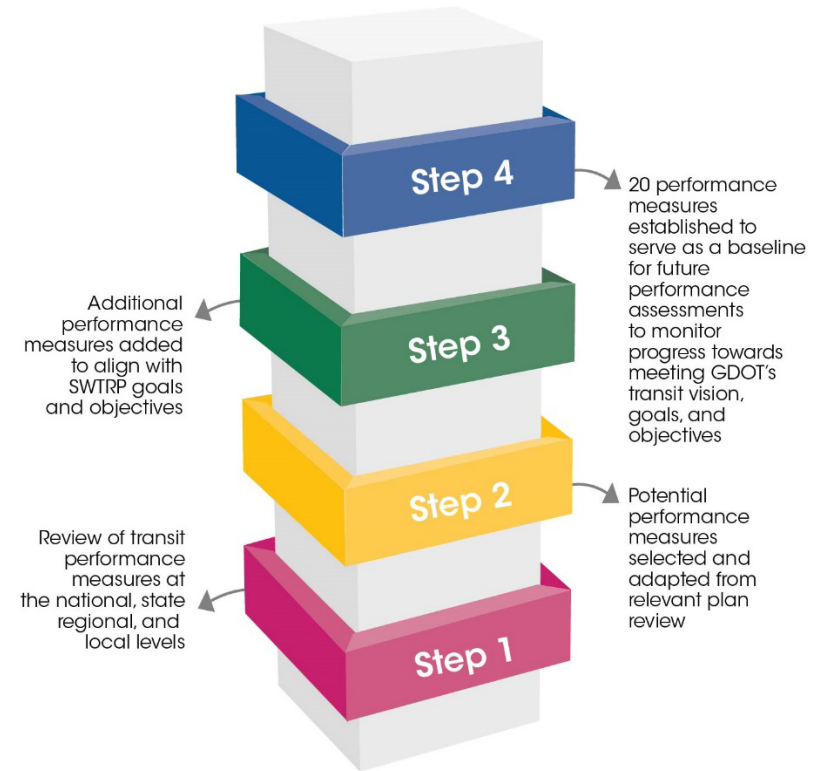 Step 4
20 performance
measures
established to
serve as a baseline
for future
performance
assessments
to monitor
progress towards
meeting GDOT's
transit vision,
goals, and
objectives
Step 3
Additional
performance
measures added
to align with
SWTRP goals
and objectives
Step 2
Potential
performance
measures
selected and
adapted from
relevant plan
review
Step 1
Review of transit
performance
measures at
the national, state
regional, and
local levels